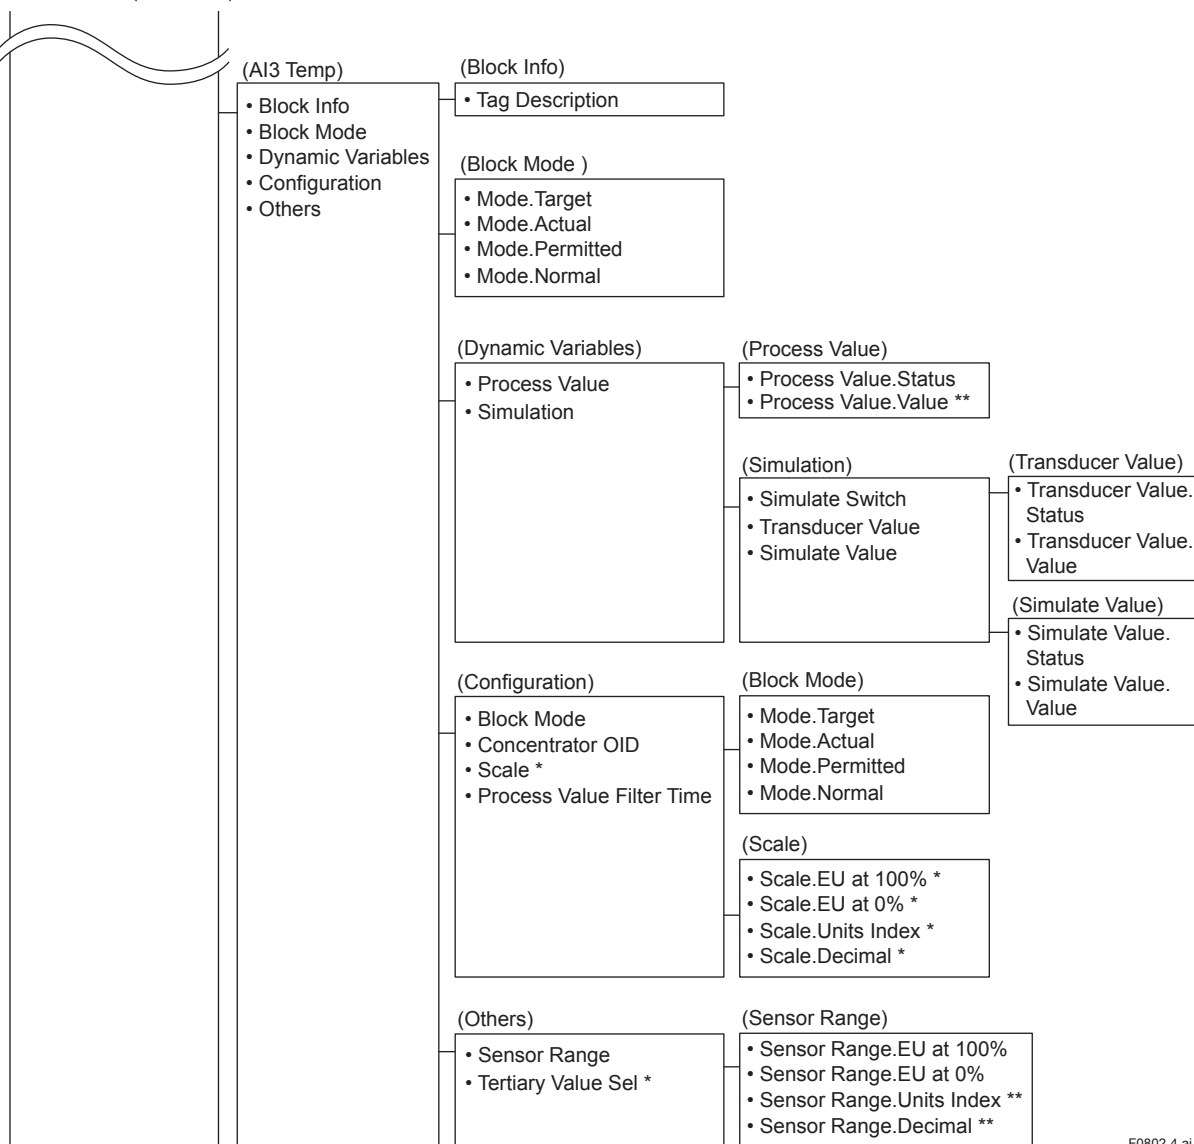 (AI3 Temp)
• Block Info
• Block Mode
• Dynamic Variables
• Configuration
• Others
(Block Info)
• Tag Description
(Block Mode )
• Mode.Target
• Mode.Actual
• Mode.Permitted
• Mode.Normal
(Dynamic Variables)
• Process Value
• Simulation
(Process Value)
• Process Value.Status
• Process Value.Value **
(Simulation)
• Simulate Switch
• Transducer Value
• Simulate Value
(Transducer Value)
• Transducer Value.
Status
• Transducer Value.
Value
(Simulate Value)
• Simulate Value.
Status
• Simulate Value.
Value
(Configuration)
• Block Mode
• Concentrator OID
• Scale *
• Process Value Filter Time
(Block Mode)
• Mode.Target
• Mode.Actual
• Mode.Permitted
• Mode.Normal
(Scale)
• Scale.EU at 100% *
• Scale.EU at 0% *
• Scale.Units Index *
• Scale.Decimal *
(Others)
• Sensor Range
• Tertiary Value Sel *
(Sensor Range)
• Sensor Range.EU at 100%
• Sensor Range.EU at 0%
• Sensor Range.Units Index **
• Sensor Range.Decimal **